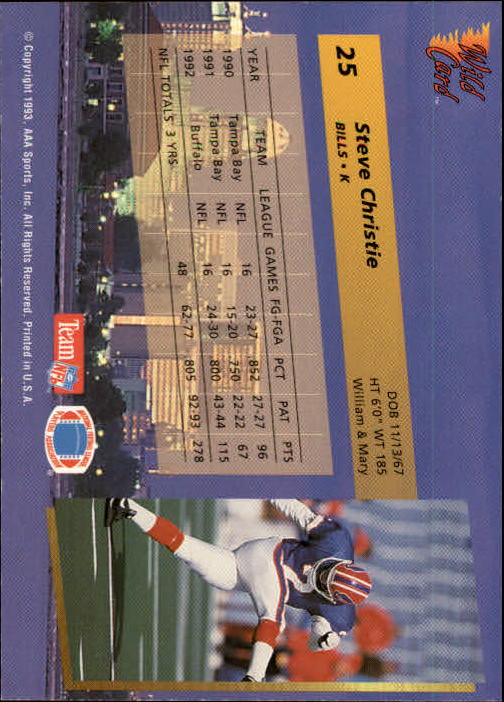 Wild Card™
25 Steve Christie
BILLS • K
DOB 11/13/67
HT 6'0" WT 185
William & Mary
YEAR TEAM LEAGUE GAMES FG-FGA PCT PAT PTS
1990 Tampa Bay NFL 16 23-27 .852 27-27 96
1991 Tampa Bay NFL 16 15-20 .750 22-22 67
1992 Buffalo NFL 16 24-30 .800 43-44 115
NFL TOTALS 3 YRS. 48 62-77 .805 92-93 278
Team NFL
© Copyright 1993, AAA Sports, Inc. All Rights Reserved. Printed in U.S.A.